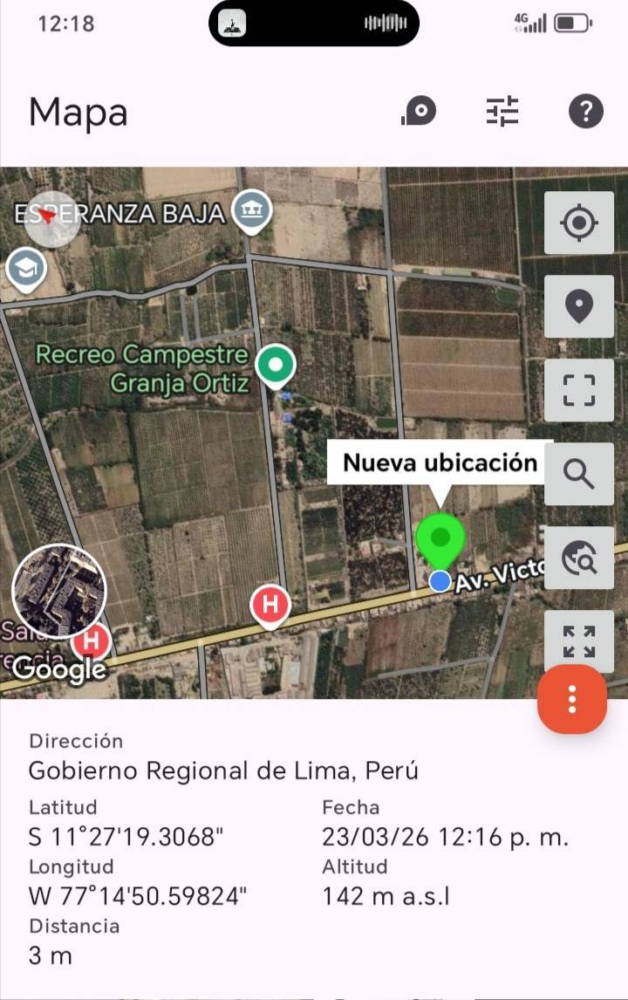 12:18
4G
Mapa
?
ESPERANZA BAJA
Recreo Campestre
Granja Ortiz
Nueva ubicación
Av. Victo
H
H
Google
Dirección
Gobierno Regional de Lima, Perú
Latitud
S 11°27'19.3068"
Fecha
23/03/26 12:16 p. m.
Longitud
W 77°14'50.59824"
Altitud
142 m a.s.l
Distancia
3 m